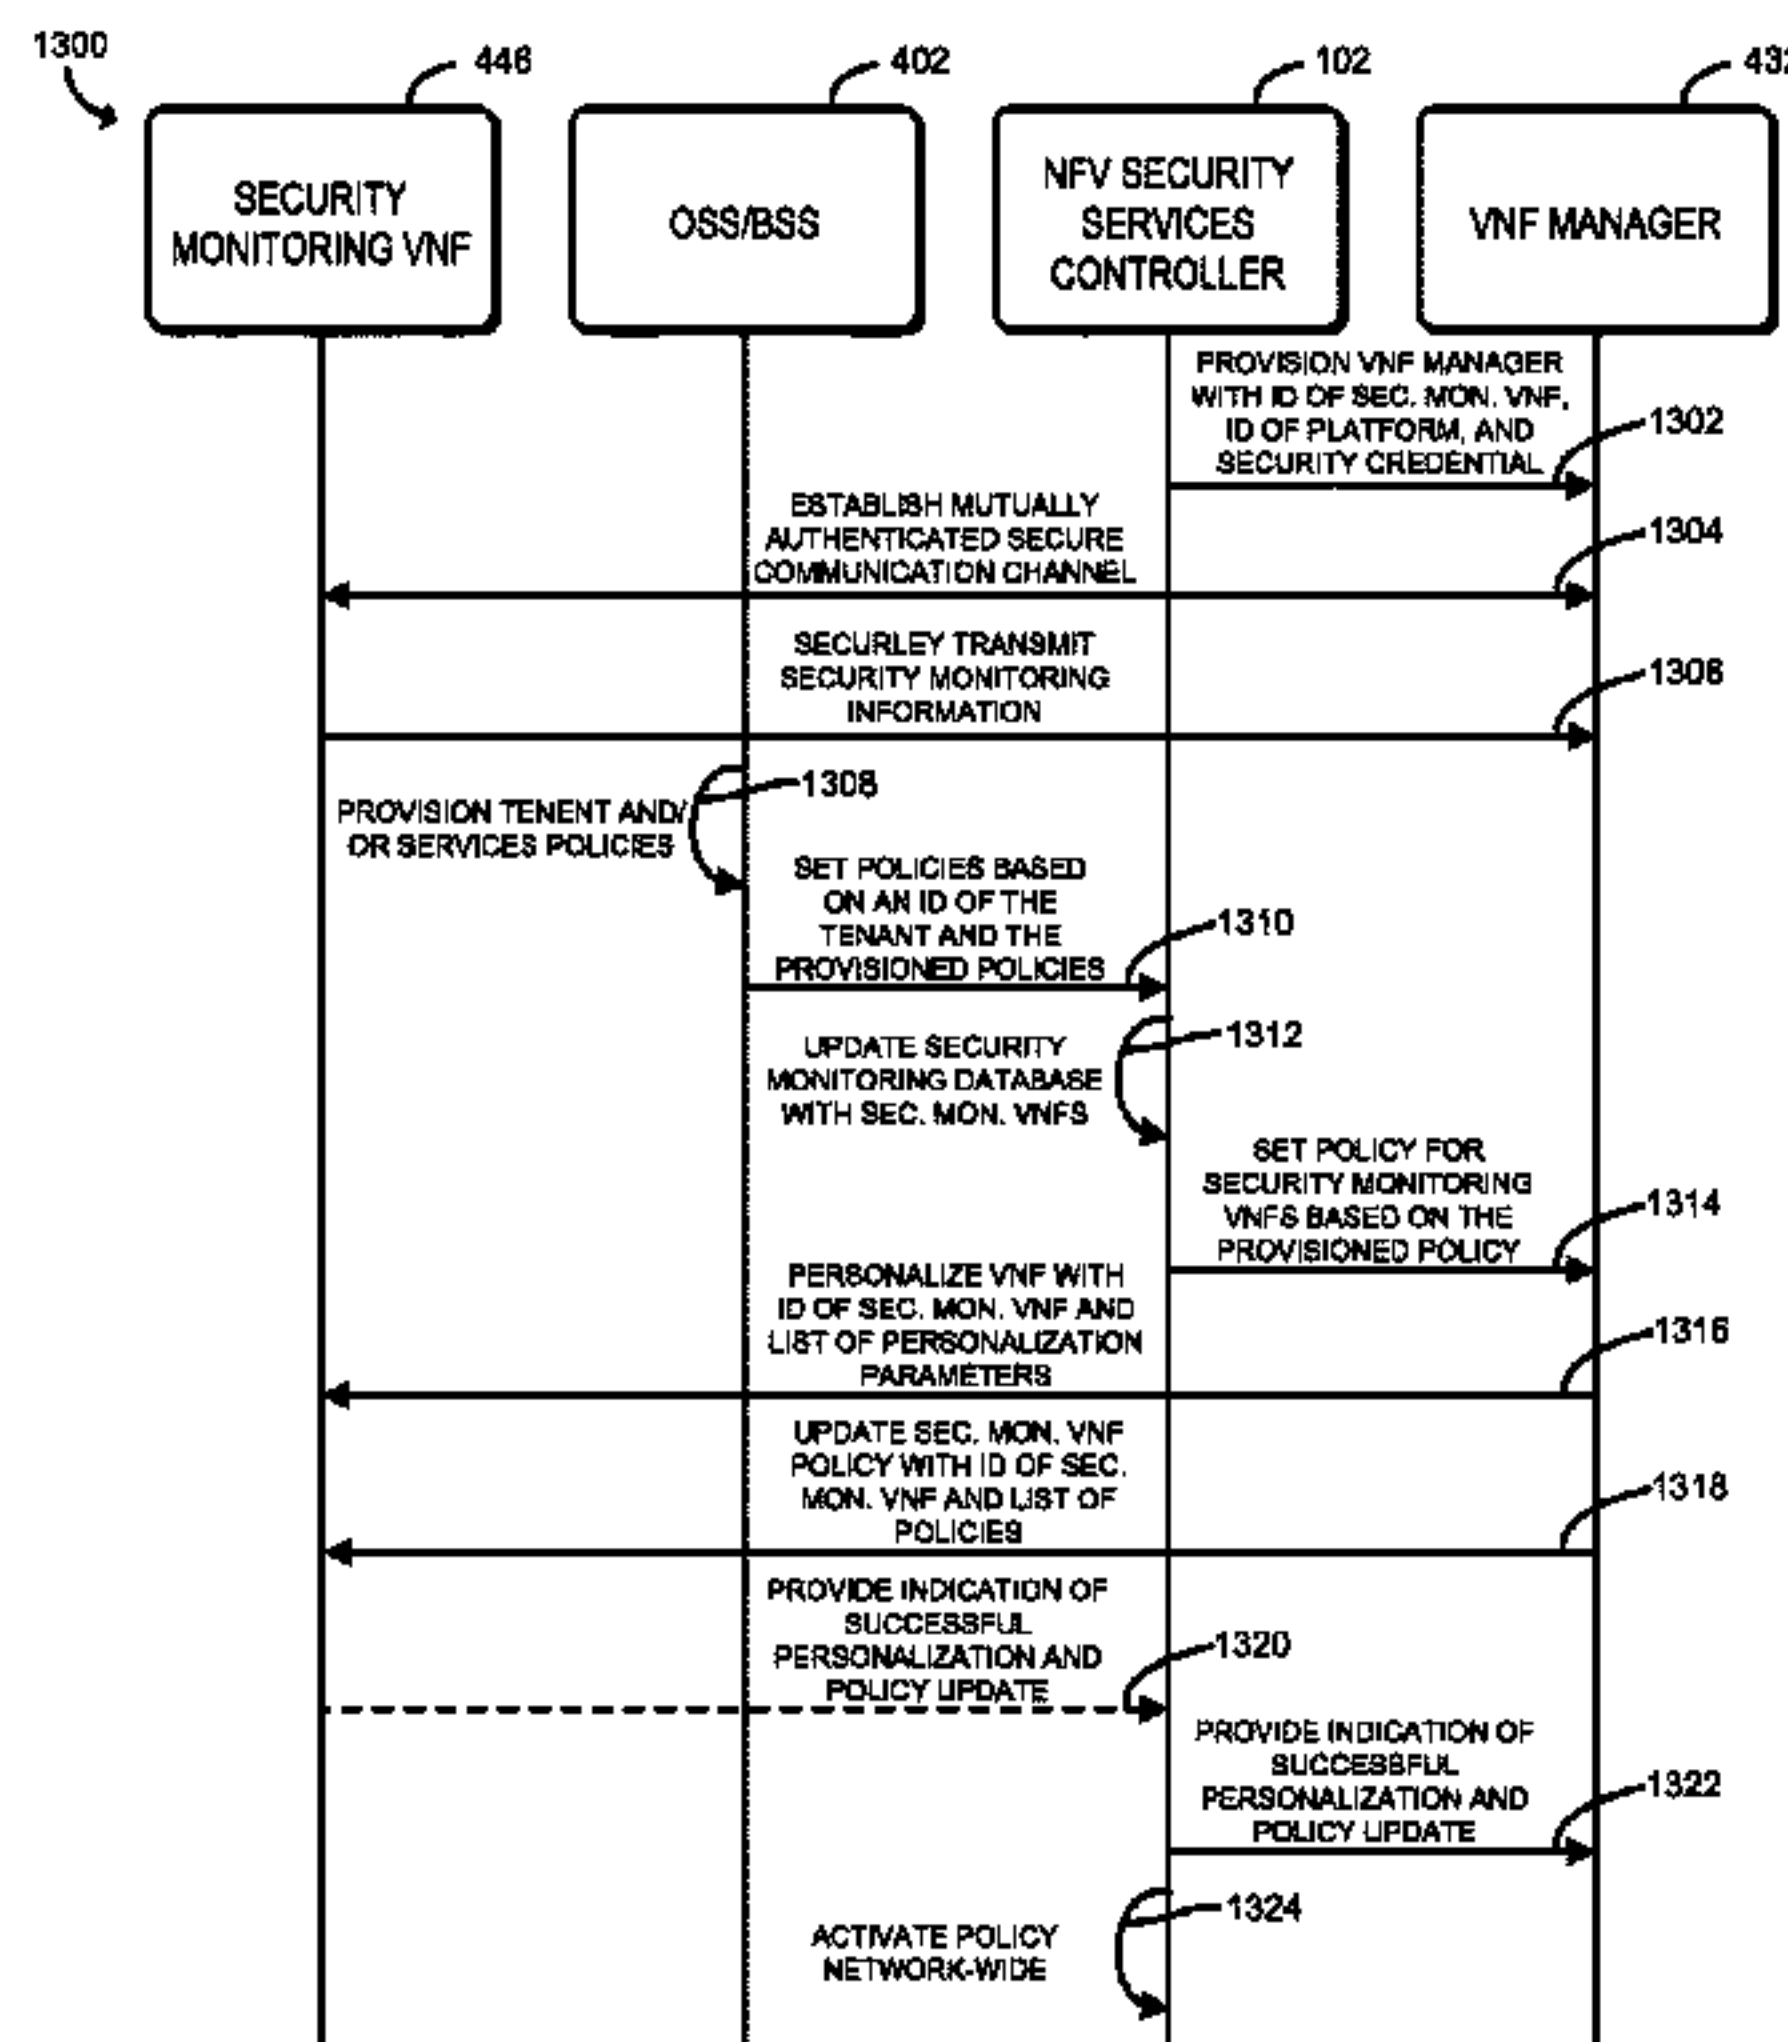 1300
446
402
102
432
SECURITY
MONITORING VNF
OSS/BSS
NFV SECURITY
SERVICES
CONTROLLER
VNF MANAGER
PROVISION VNF MANAGER
WITH ID OF SEC. MON. VNF,
ID OF PLATFORM, AND
SECURITY CREDENTIAL
1302
ESTABLISH MUTUALLY
AUTHENTICATED SECURE
COMMUNICATION CHANNEL
1304
SECURLEY TRANSMIT
SECURITY MONITORING
INFORMATION
1306
1308
PROVISION TENENT AND/
OR SERVICES POLICIES
SET POLICIES BASED
ON AN ID OF THE
TENANT AND THE
PROVISIONED POLICIES
1310
UPDATE SECURITY
MONITORING DATABASE
WITH SEC. MON. VNFS
1312
SET POLICY FOR
SECURITY MONITORING
VNFS BASED ON THE
PROVISIONED POLICY
1314
PERSONALIZE VNF WITH
ID OF SEC. MON. VNF AND
LIST OF PERSONALIZATION
PARAMETERS
1316
UPDATE SEC. MON. VNF
POLICY WITH ID OF SEC.
MON. VNF AND LIST OF
POLICIES
1318
PROVIDE INDICATION OF
SUCCESSFUL
PERSONALIZATION AND
POLICY UPDATE
1320
PROVIDE INDICATION OF
SUCCESSFUL
PERSONALIZATION AND
POLICY UPDATE
1322
1324
ACTIVATE POLICY
NETWORK-WIDE